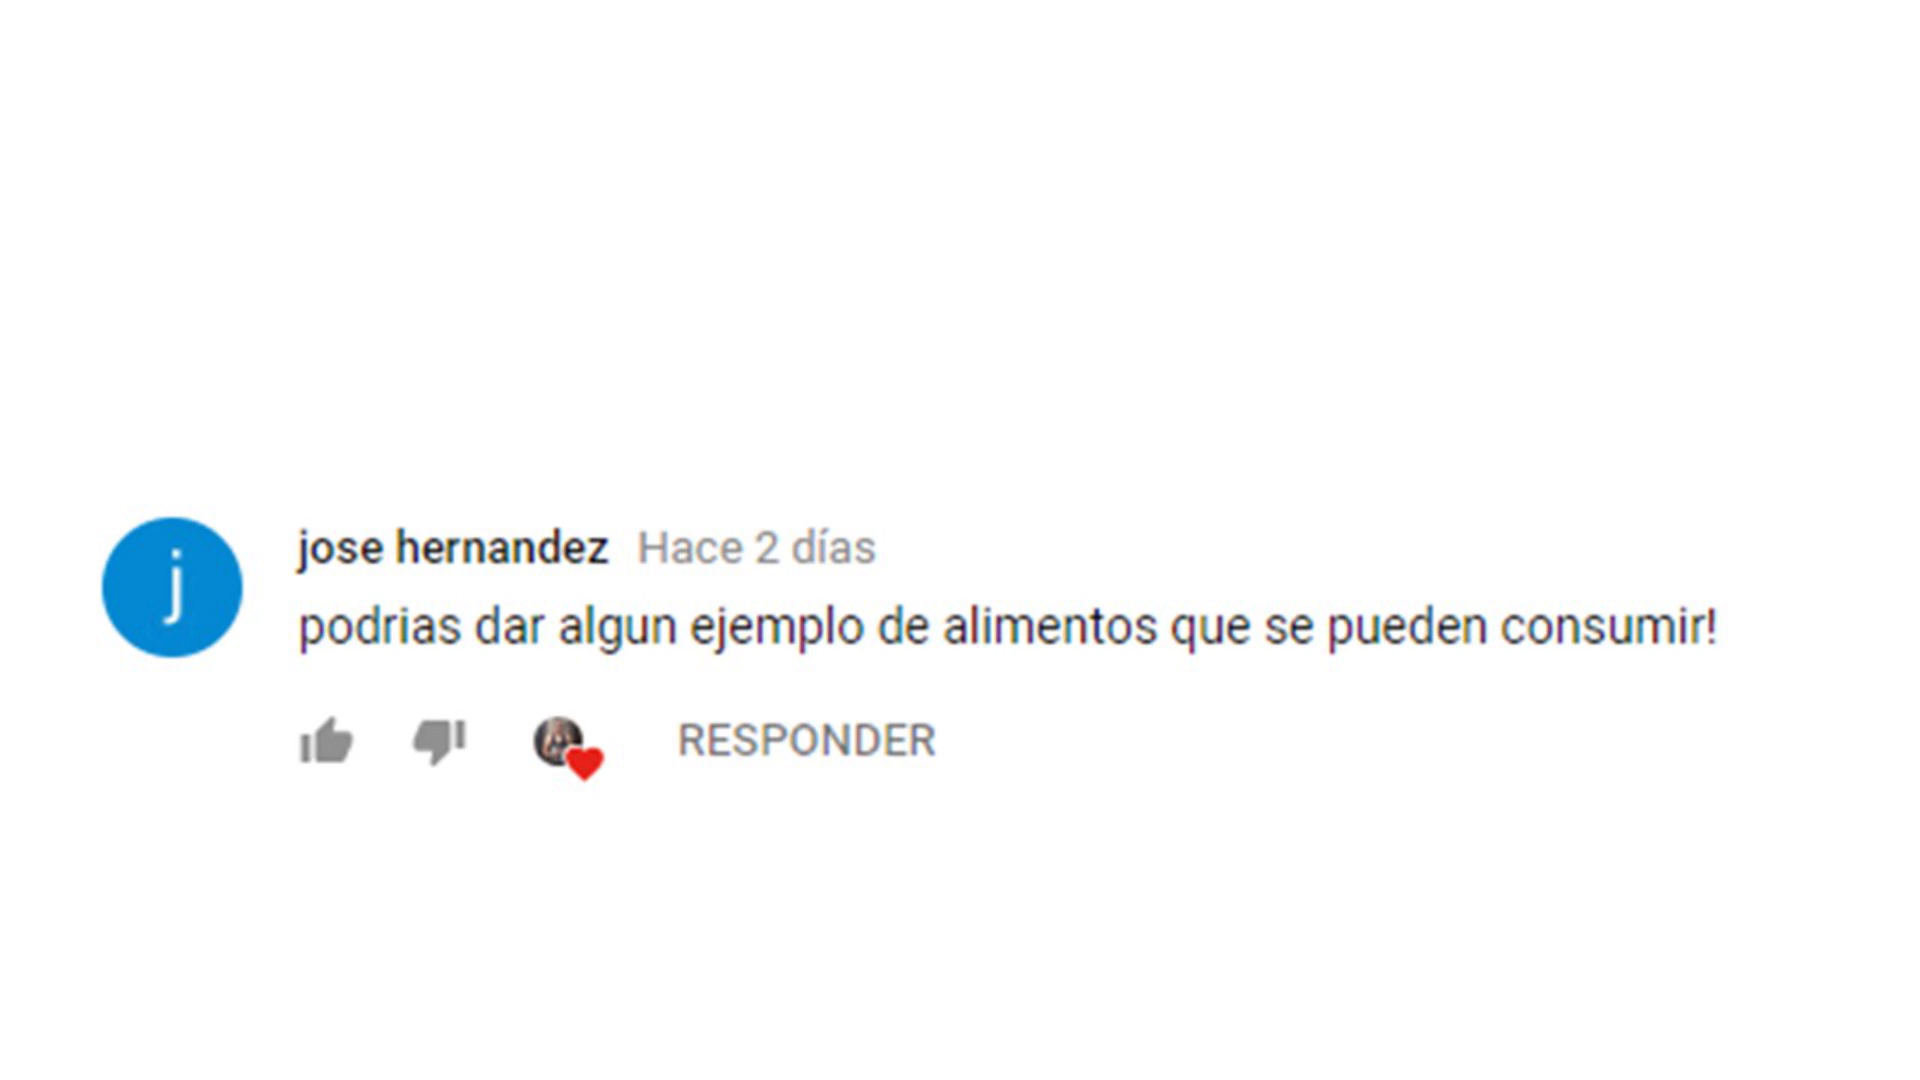 j
jose hernandez Hace 2 días
podrias dar algun ejemplo de alimentos que se pueden consumir!
RESPONDER